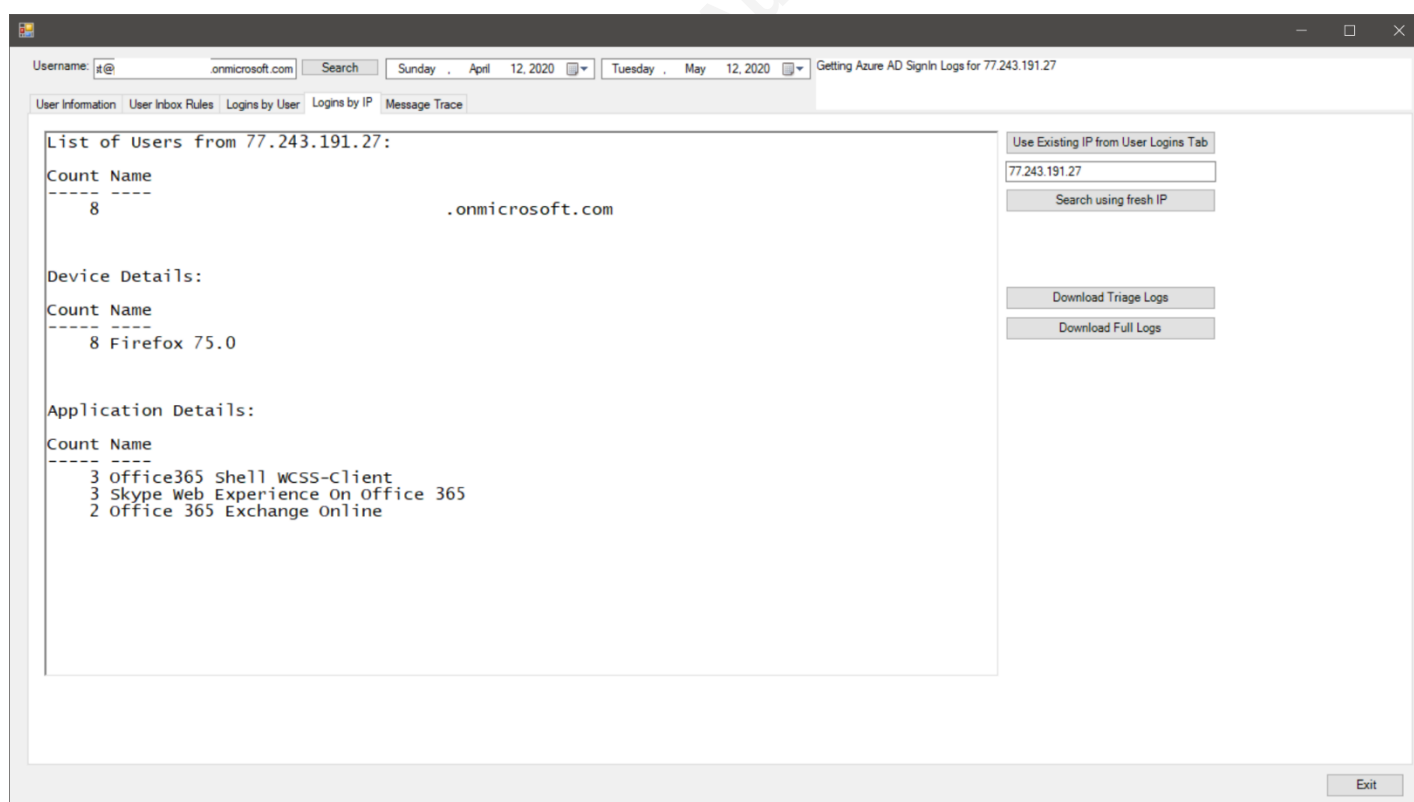 Username: t@ .onmicrosoft.com Search Sunday , April 12, 2020 Tuesday , May 12, 2020 Getting Azure AD SignIn Logs for 77.243.191.27
User Information User Inbox Rules Logins by User Logins by IP Message Trace
List of Users from 77.243.191.27:
Count Name
----- ----
8 .onmicrosoft.com
Device Details:
Count Name
----- ----
8 Firefox 75.0
Application Details:
Count Name
----- ----
3 Office365 Shell WCSS-Client
3 Skype Web Experience On Office 365
2 Office 365 Exchange Online
Use Existing IP from User Logins Tab
77.243.191.27
Search using fresh IP
Download Triage Logs
Download Full Logs
Exit